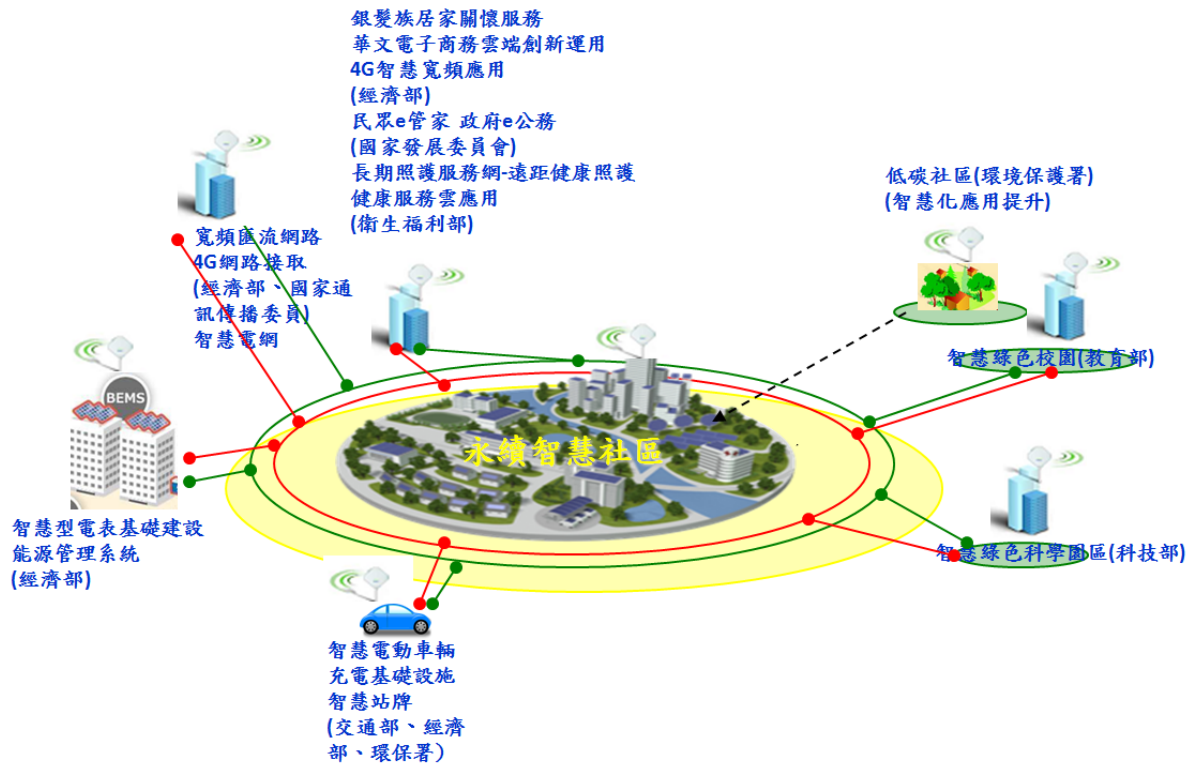 銀髮族居家關懷服務
華文電子商務雲端創新運用
4G智慧寬頻應用
(經濟部)
民眾e管家 政府e公務
(國家發展委員會)
長期照護服務網-遠距健康照護
健康服務雲應用
(衛生福利部)
低碳社區(環境保護署)
(智慧化應用提升)
寬頻匯流網路
4G網路接取
(經濟部、國家通
訊傳播委員)
智慧電網
智慧綠色校園(教育部)
BEMS
永續智慧社區
智慧型電表基礎建設
能源管理系統
(經濟部)
智慧綠色科學園區(科技部)
智慧電動車輛
充電基礎設施
智慧站牌
(交通部、經濟
部、環保署)